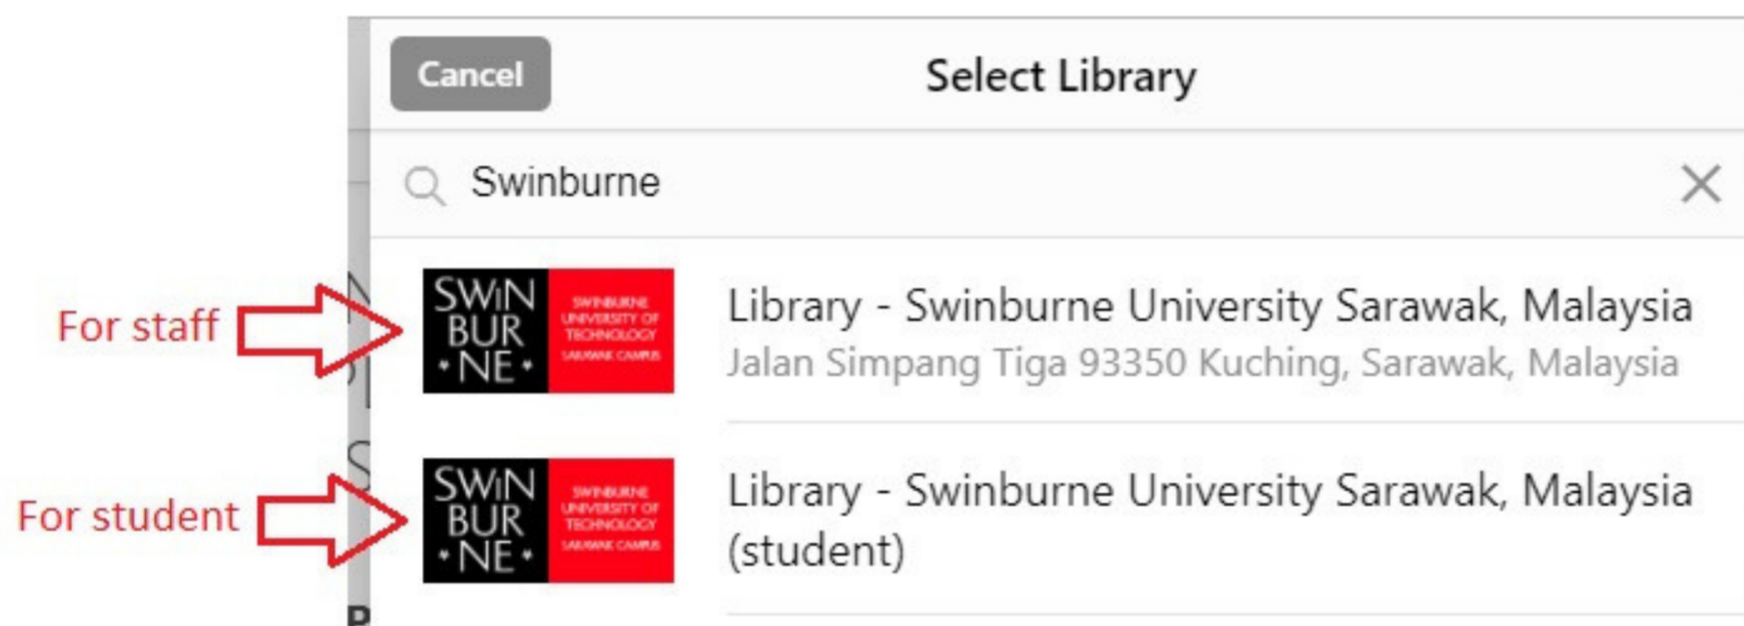 Cancel
Select Library
Swinburne
For staff
SWiN
BUR
NE
SWINBURNE
UNIVERSITY OF
TECHNOLOGY
SARAWAK CAMPUS
Library - Swinburne University Sarawak, Malaysia
Jalan Simpang Tiga 93350 Kuching, Sarawak, Malaysia
For student
SWiN
BUR
NE
SWINBURNE
UNIVERSITY OF
TECHNOLOGY
SARAWAK CAMPUS
Library - Swinburne University Sarawak, Malaysia
(student)